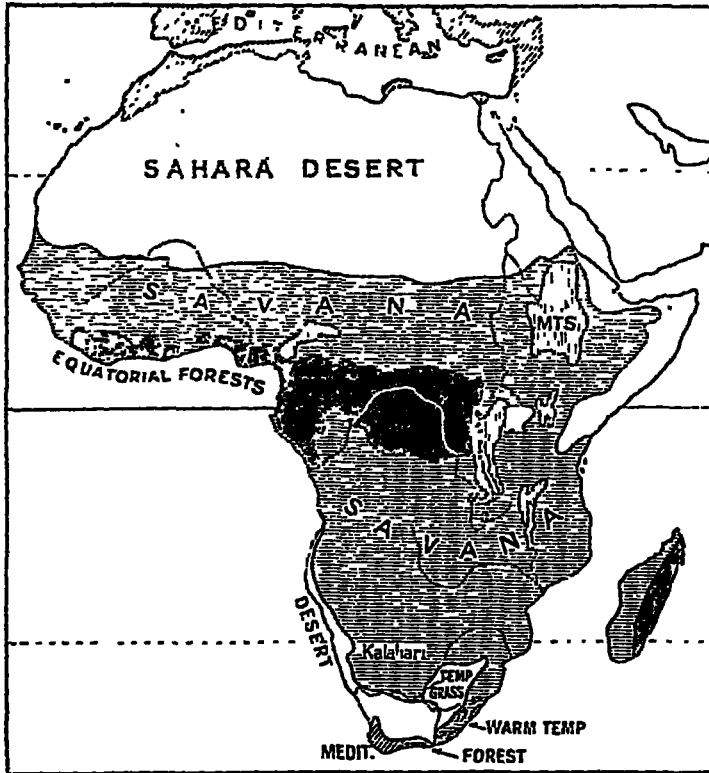 MEDITERRANEAN
SAHARA DESERT
SAVANA
MTS.
EQUATORIAL FORESTS
SAVANA
DESERT
Kalahari
TEMP
GRASS
WARM TEMP
FOREST
MEDIT.